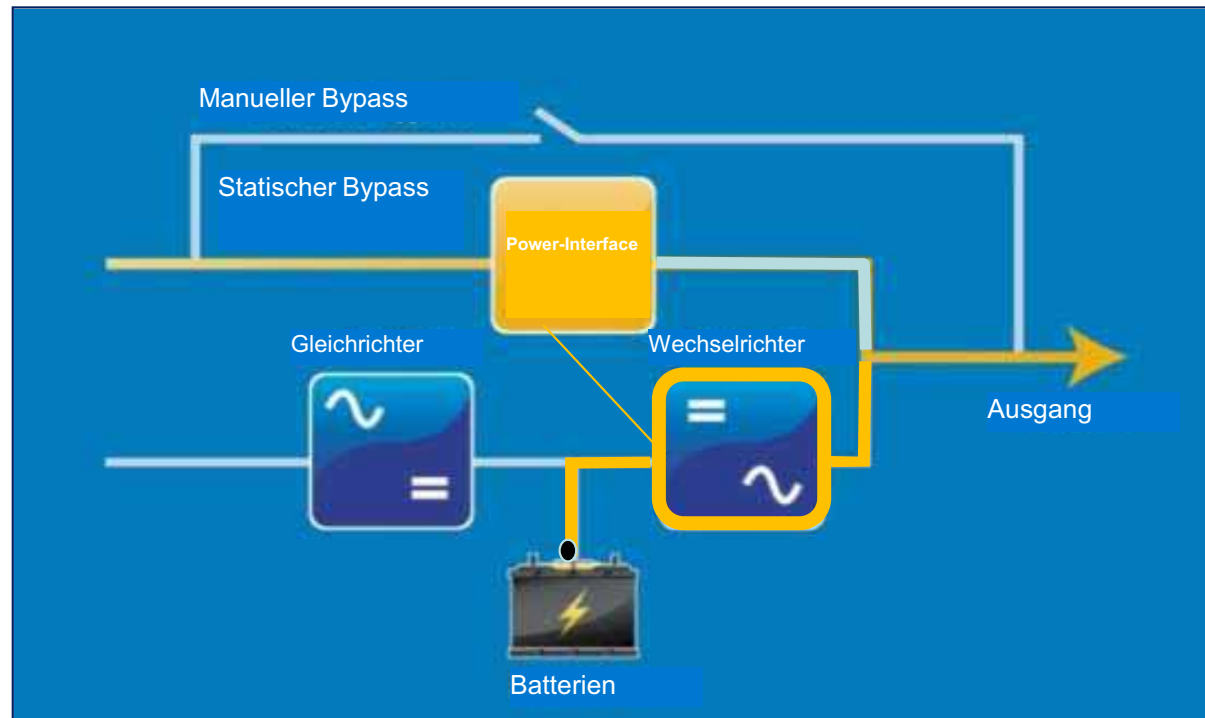 Manueller Bypass
Statischer Bypass
Power-Interface
Gleichrichter
Wechselrichter
Ausgang
Batterien